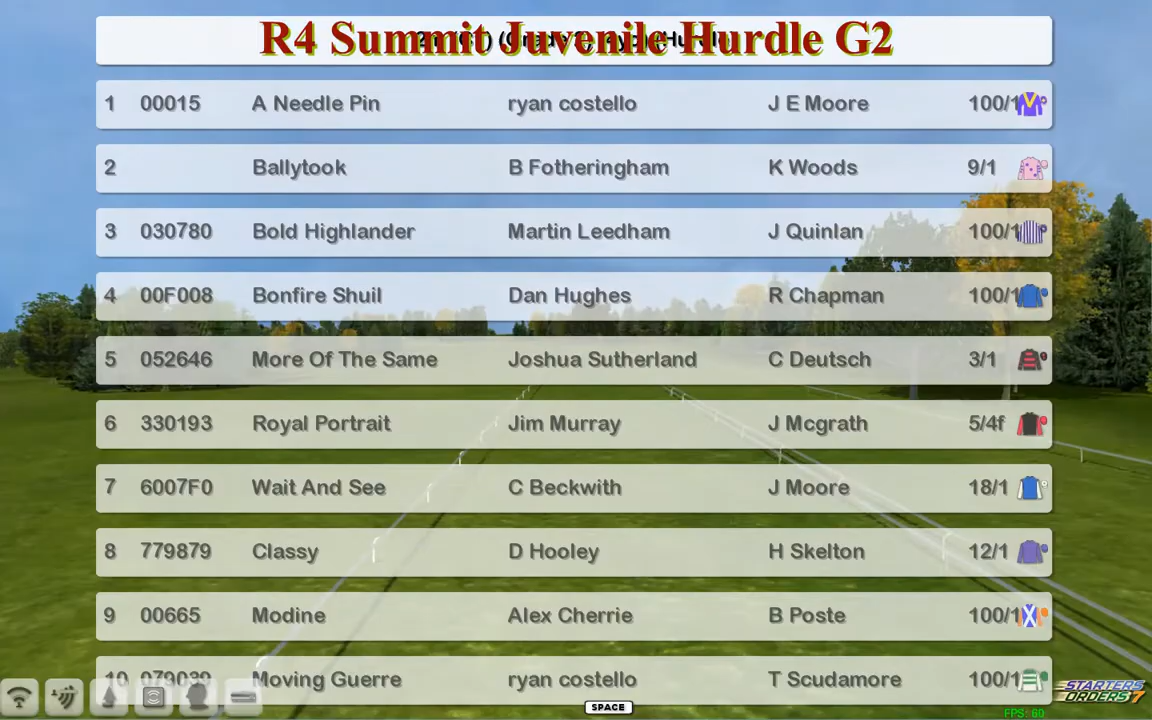 R4 Summit Juvenile Hurdle G2
1 00015 A Needle Pin ryan costello J E Moore 100/1
2 Ballytook B Fotheringham K Woods 9/1
3 030780 Bold Highlander Martin Leedham J Quinlan 100/1
4 00F008 Bonfire Shuil Dan Hughes R Chapman 100/1
5 052646 More Of The Same Joshua Sutherland C Deutsch 3/1
6 330193 Royal Portrait Jim Murray J Mcgrath 5/4f
7 6007F0 Wait And See C Beckwith J Moore 18/1
8 779879 Classy D Hooley H Skelton 12/1
9 00665 Modine Alex Cherrie B Poste 100/1
10 079039 Moving Guerre ryan costello T Scudamore 100/1
SPACE
STARTERS ORDERS 7
FPS: 60